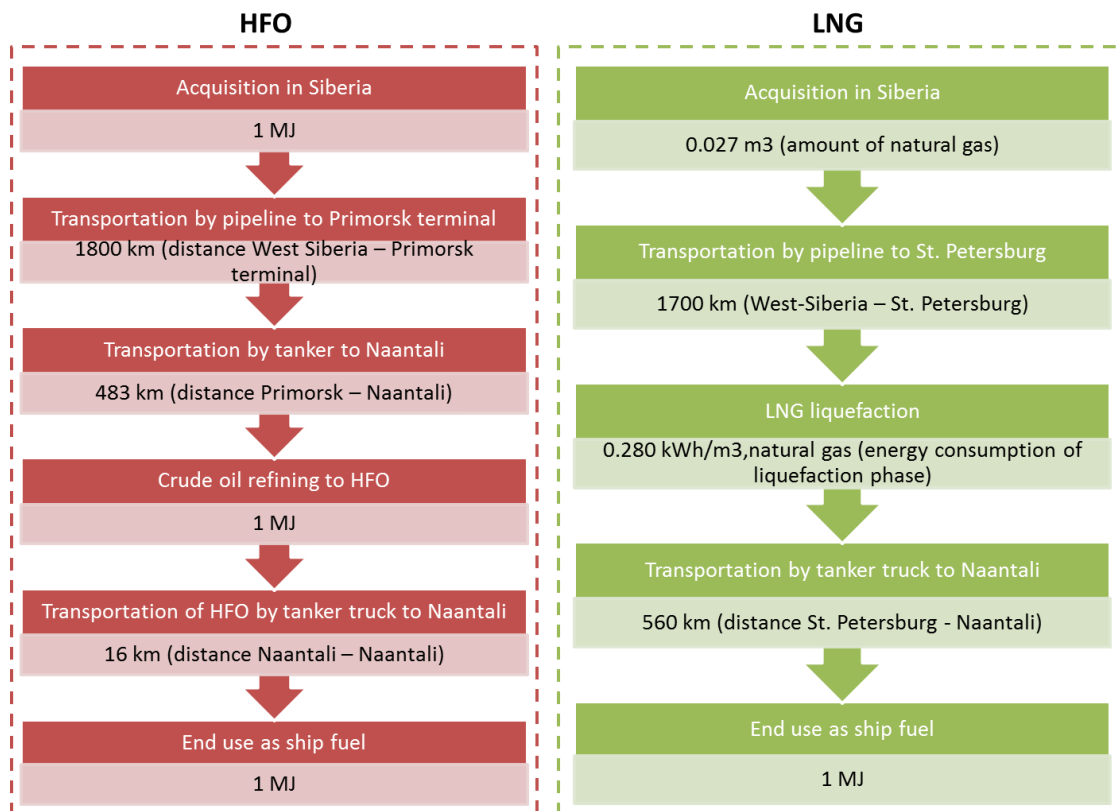 HFO
Acquisition in Siberia
1 MJ
Transportation by pipeline to Primorsk terminal
1800 km (distance West Siberia – Primorsk
terminal)
Transportation by tanker to Naantali
483 km (distance Primorsk – Naantali)
Crude oil refining to HFO
1 MJ
Transportation of HFO by tanker truck to Naantali
16 km (distance Naantali – Naantali)
End use as ship fuel
1 MJ
LNG
Acquisition in Siberia
0.027 m3 (amount of natural gas)
Transportation by pipeline to St. Petersburg
1700 km (West-Siberia – St. Petersburg)
LNG liquefaction
0.280 kWh/m3,natural gas (energy consumption of
liquefaction phase)
Transportation by tanker truck to Naantali
560 km (distance St. Petersburg - Naantali)
End use as ship fuel
1 MJ